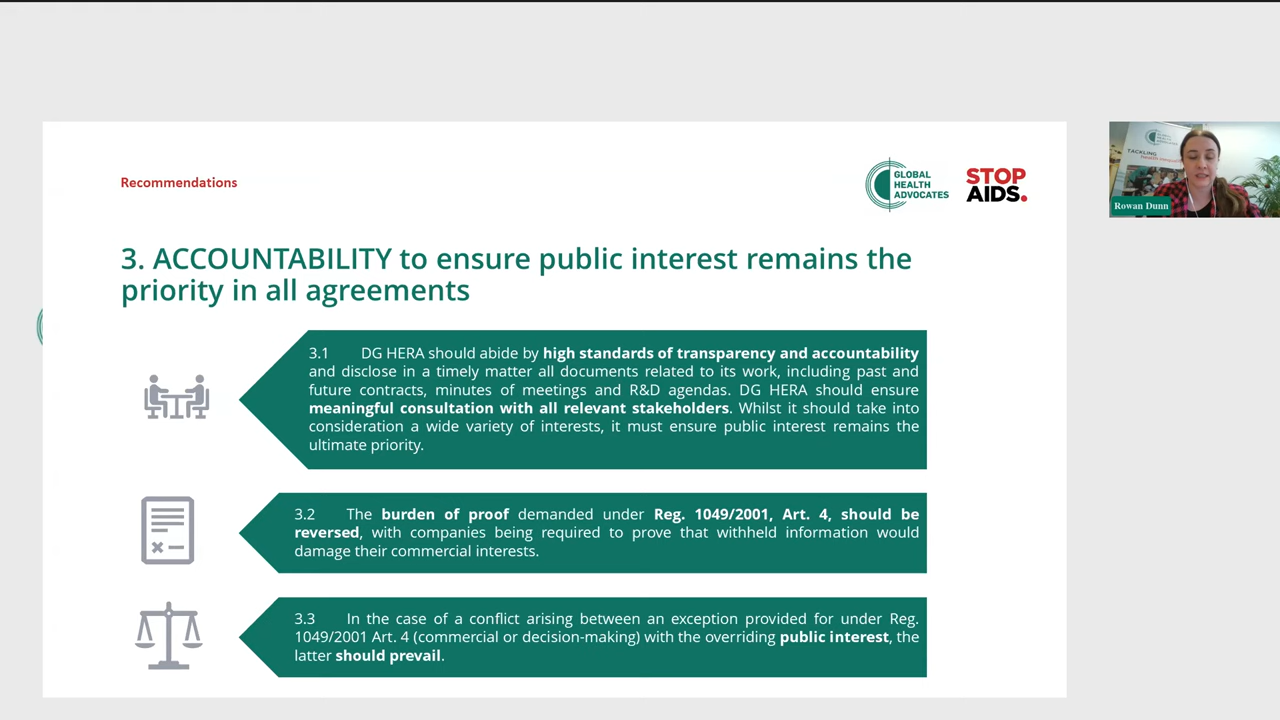 Recommendations
GLOBAL
HEALTH
ADVOCATES
STOP
AIDS.
3. ACCOUNTABILITY to ensure public interest remains the
priority in all agreements
3.1 DG HERA should abide by high standards of transparency and accountability
and disclose in a timely matter all documents related to its work, including past and
future contracts, minutes of meetings and R&D agendas. DG HERA should ensure
meaningful consultation with all relevant stakeholders. Whilst it should take into
consideration a wide variety of interests, it must ensure public interest remains the
ultimate priority.
3.2 The burden of proof demanded under Reg. 1049/2001, Art. 4, should be
reversed, with companies being required to prove that withheld information would
damage their commercial interests.
3.3 In the case of a conflict arising between an exception provided for under Reg.
1049/2001 Art. 4 (commercial or decision-making) with the overriding public interest, the
latter should prevail.
GLOBAL
HEALTH
ADVOCATES
TACKLING
Rowan Dunn